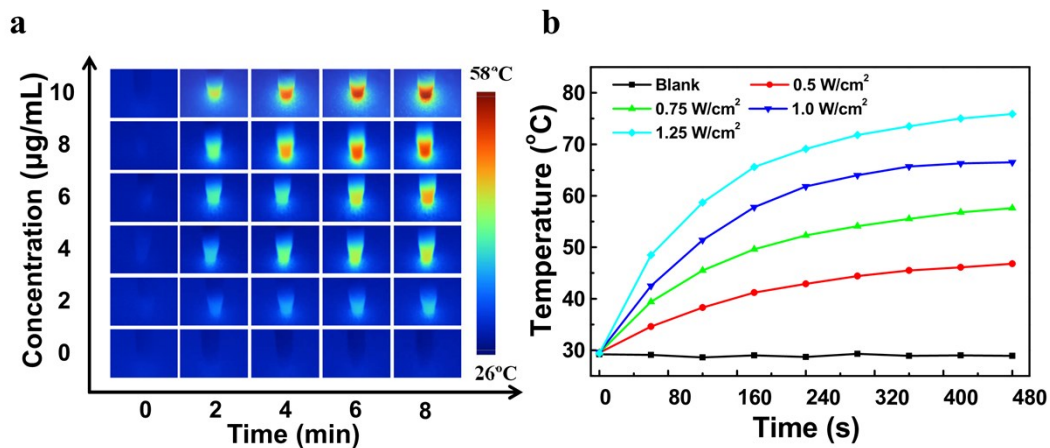 a
Concentration (µg/mL)
10
8
6
4
2
0
0 2 4 6 8
Time (min)
58°C
26°C
b
Temperature (°C)
80
70
60
50
40
30
Blank 0.5 W/cm²
0.75 W/cm² 1.0 W/cm²
1.25 W/cm²
0 80 160 240 320 400 480
Time (s)